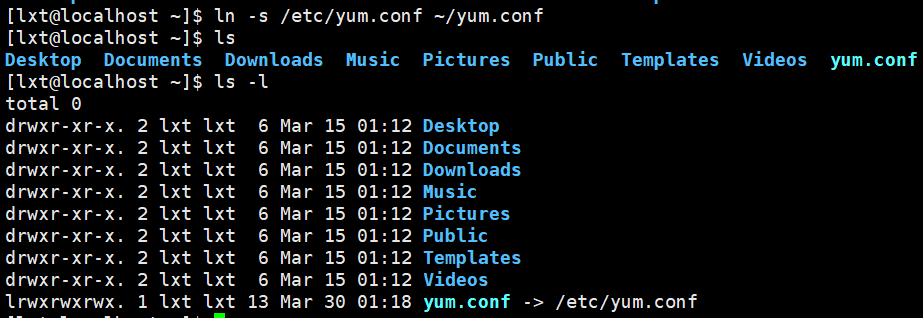 [lxt@localhost ~]$ ln -s /etc/yum.conf ~/yum.conf
[lxt@localhost ~]$ ls
Desktop  Documents  Downloads  Music  Pictures  Public  Templates  Videos  yum.conf
[lxt@localhost ~]$ ls -l
total 0
drwxr-xr-x. 2 lxt lxt  6 Mar 15 01:12 Desktop
drwxr-xr-x. 2 lxt lxt  6 Mar 15 01:12 Documents
drwxr-xr-x. 2 lxt lxt  6 Mar 15 01:12 Downloads
drwxr-xr-x. 2 lxt lxt  6 Mar 15 01:12 Music
drwxr-xr-x. 2 lxt lxt  6 Mar 15 01:12 Pictures
drwxr-xr-x. 2 lxt lxt  6 Mar 15 01:12 Public
drwxr-xr-x. 2 lxt lxt  6 Mar 15 01:12 Templates
drwxr-xr-x. 2 lxt lxt  6 Mar 15 01:12 Videos
lrwxrwxrwx. 1 lxt lxt 13 Mar 30 01:18 yum.conf -> /etc/yum.conf